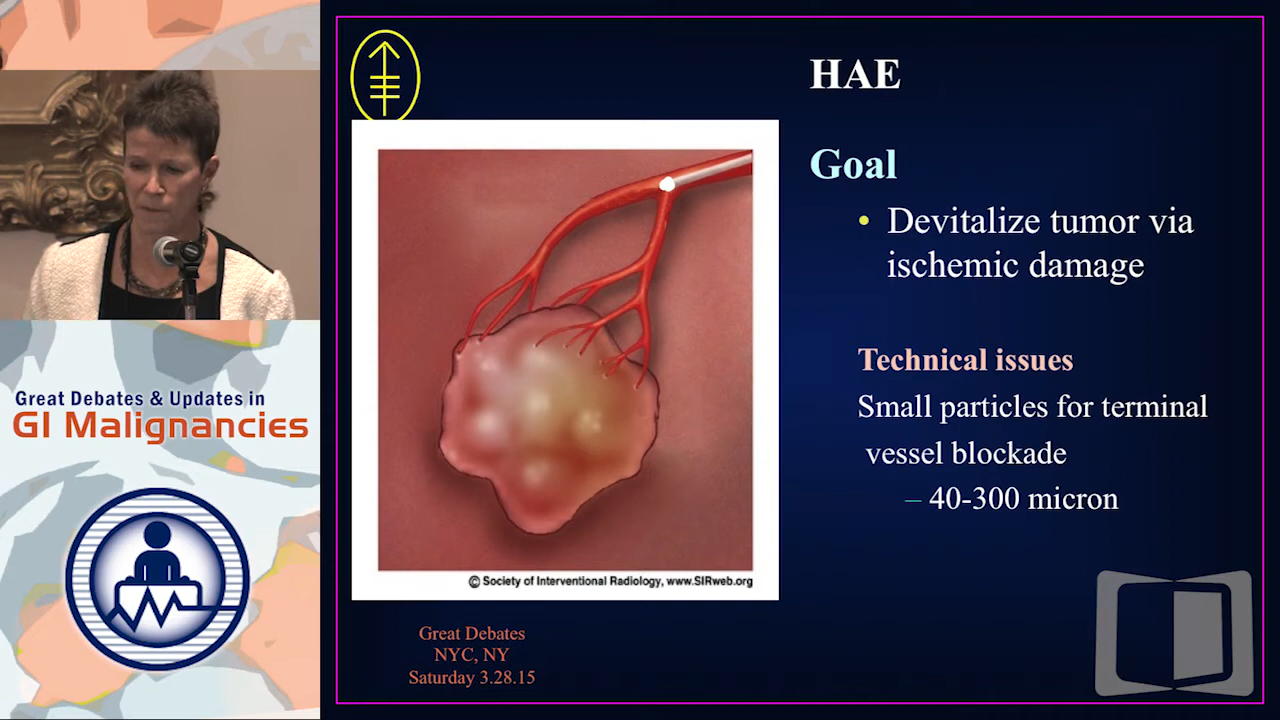 HAE
Goal
• Devitalize tumor via
ischemic damage
Technical issues
Small particles for terminal
vessel blockade
– 40-300 micron
© Society of Interventional Radiology, www.SIRweb.org
Great Debates
NYC, NY
Saturday 3.28.15
Great Debates & Updates in
GI Malignancies